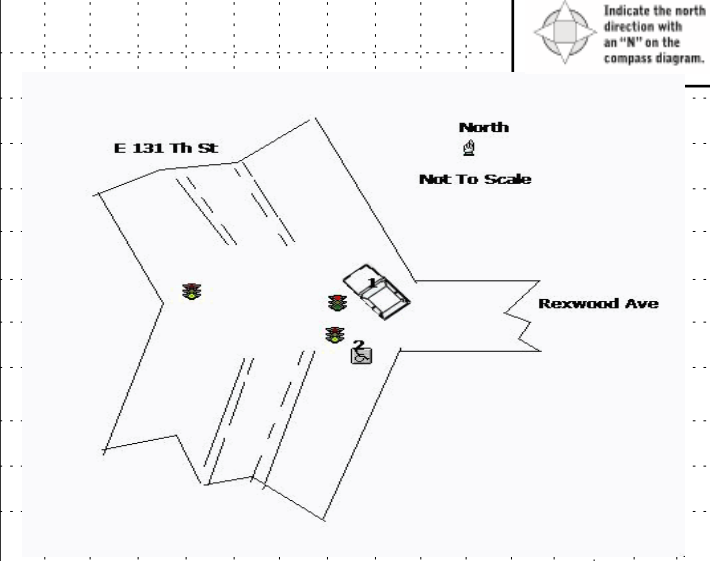 Indicate the north
direction with
an "N" on the
compass diagram.
North
E 131 Th St
Not To Scale
1
Rexwood Ave
2